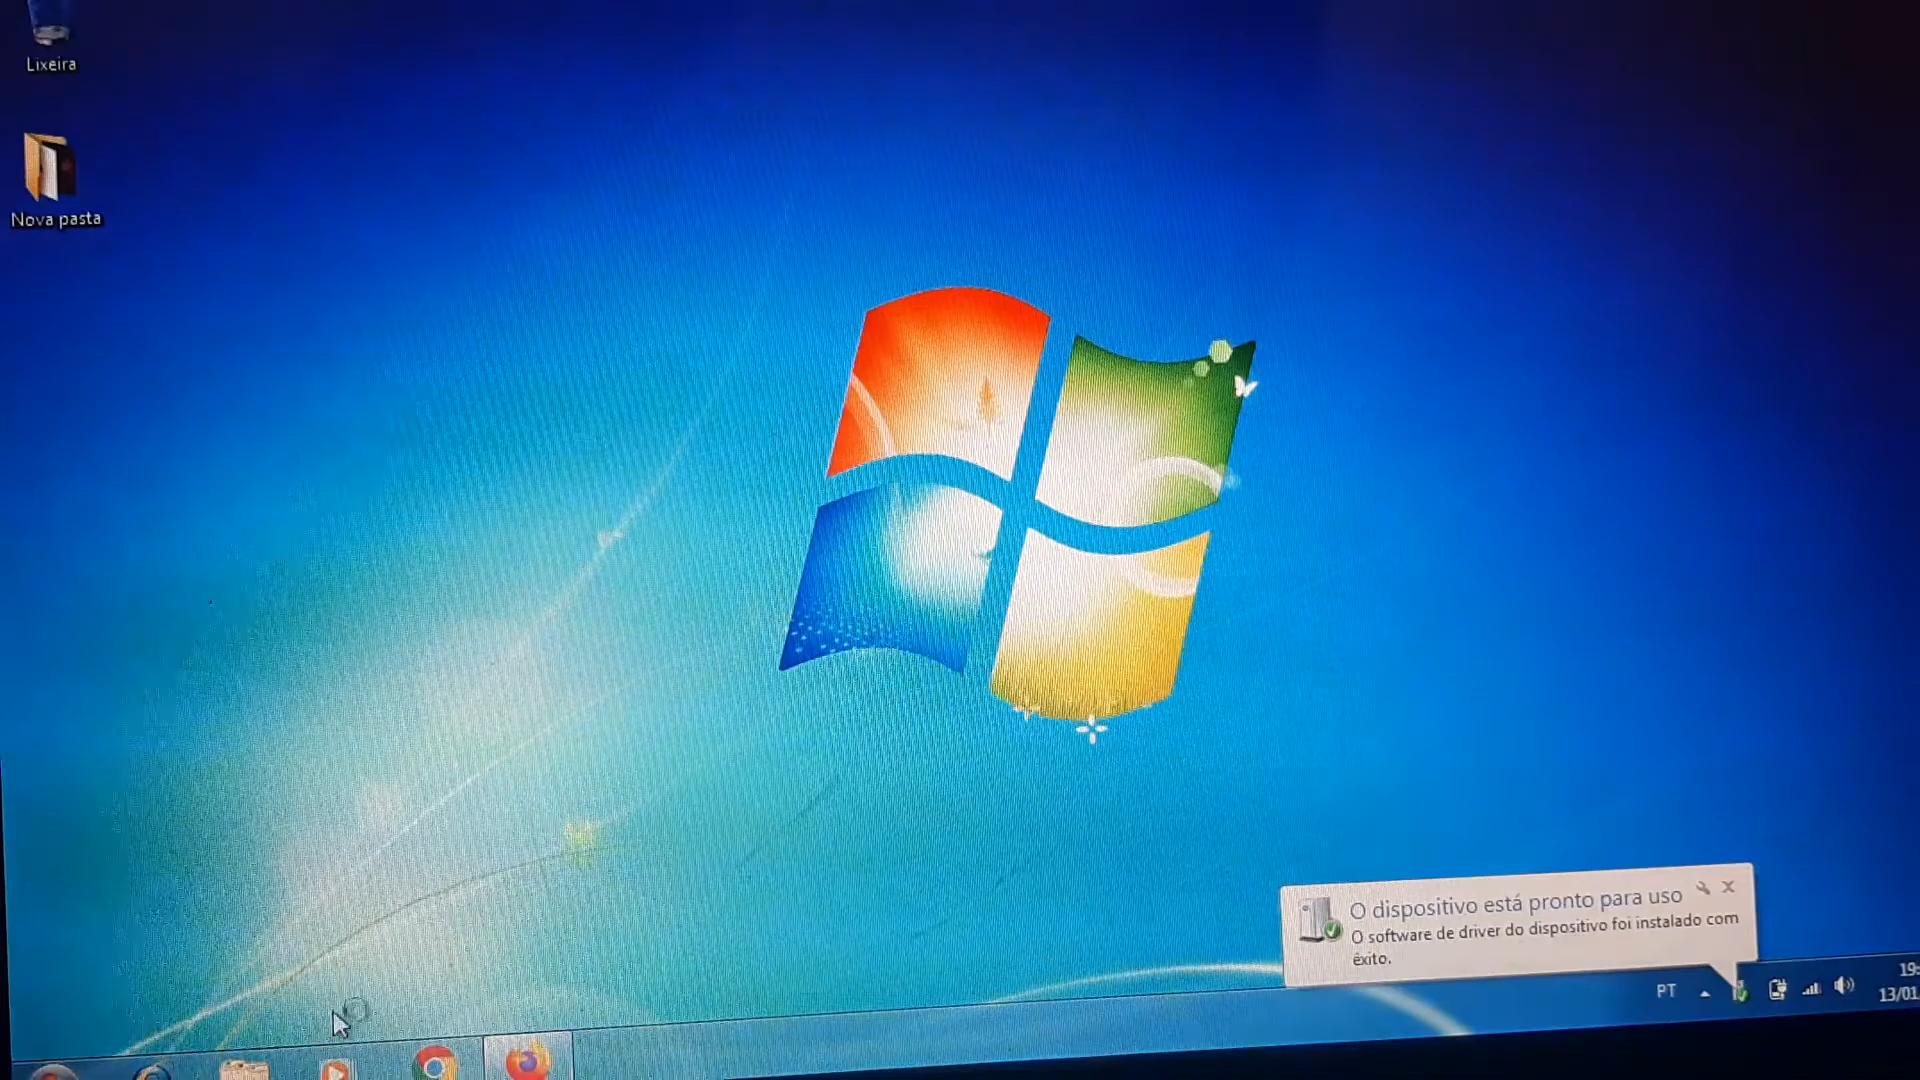 Lixeira
Nova pasta
O dispositivo está pronto para uso
O software de driver do dispositivo foi instalado com
êxito.
PT
19:
13/01